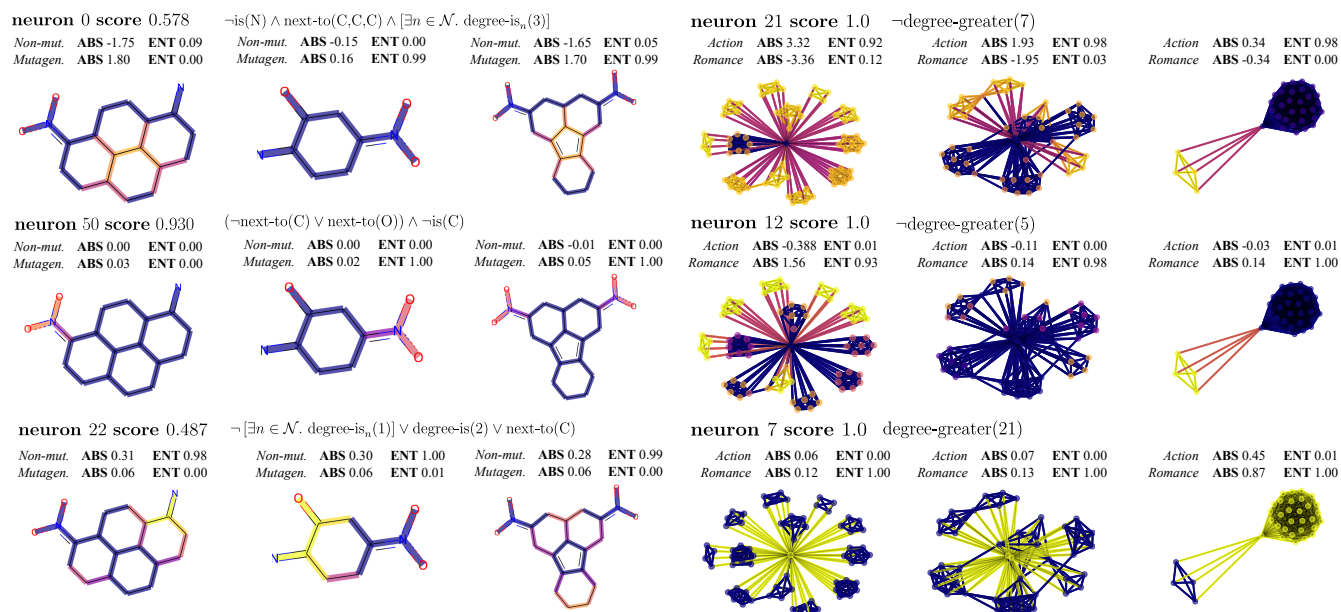 neuron 0 score 0.578 ¬is(N) ∧ next-to(C,C,C) ∧ [∃n ∈ 𝒩. degree-isₙ(3)]
Non-mut. ABS -1.75 ENT 0.09 Non-mut. ABS -0.15 ENT 0.00 Non-mut. ABS -1.65 ENT 0.05
Mutagen. ABS 1.80 ENT 0.00 Mutagen. ABS 0.16 ENT 0.99 Mutagen. ABS 1.70 ENT 0.99
N O O N O N O O N O N O O N O
neuron 50 score 0.930 (¬next-to(C) ∨ next-to(O)) ∧ ¬is(C)
Non-mut. ABS 0.00 ENT 0.00 Non-mut. ABS 0.00 ENT 0.00 Non-mut. ABS -0.01 ENT 0.00
Mutagen. ABS 0.03 ENT 0.00 Mutagen. ABS 0.02 ENT 1.00 Mutagen. ABS 0.05 ENT 1.00
N O O N O N O O N O N O O N O
neuron 22 score 0.487 ¬ [∃n ∈ 𝒩. degree-isₙ(1)] ∨ degree-is(2) ∨ next-to(C)
Non-mut. ABS 0.31 ENT 0.98 Non-mut. ABS 0.30 ENT 1.00 Non-mut. ABS 0.28 ENT 0.99
Mutagen. ABS 0.06 ENT 0.00 Mutagen. ABS 0.06 ENT 0.01 Mutagen. ABS 0.06 ENT 0.00
N O O N O N O O N O N O O N O
neuron 21 score 1.0 ¬degree-greater(7)
Action ABS 3.32 ENT 0.92 Action ABS 1.93 ENT 0.98 Action ABS 0.34 ENT 0.98
Romance ABS -3.36 ENT 0.12 Romance ABS -1.95 ENT 0.03 Romance ABS -0.34 ENT 0.00
neuron 12 score 1.0 ¬degree-greater(5)
Action ABS -0.388 ENT 0.01 Action ABS -0.11 ENT 0.00 Action ABS -0.03 ENT 0.01
Romance ABS 1.56 ENT 0.93 Romance ABS 0.14 ENT 0.98 Romance ABS 0.14 ENT 1.00
neuron 7 score 1.0 degree-greater(21)
Action ABS 0.06 ENT 0.00 Action ABS 0.07 ENT 0.00 Action ABS 0.45 ENT 0.01
Romance ABS 0.12 ENT 1.00 Romance ABS 0.13 ENT 1.00 Romance ABS 0.87 ENT 1.00